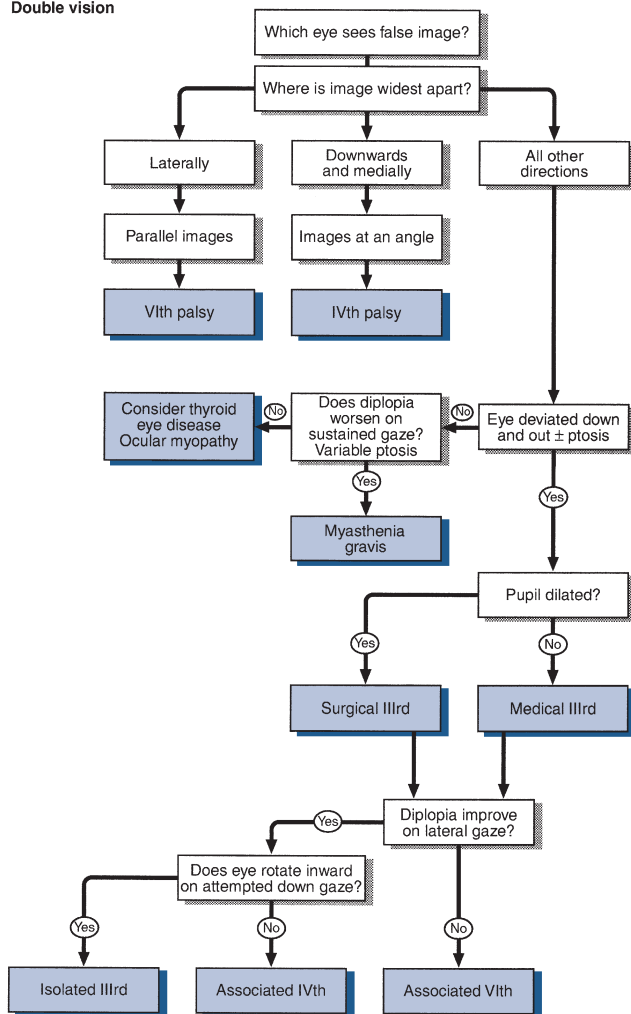 Double vision
Which eye sees false image?
Where is image widest apart?
Laterally
Downwards
and medially
All other
directions
Parallel images
Images at an angle
VIth palsy
IVth palsy
Consider thyroid
eye disease
Ocular myopathy
No
Does diplopia
worsen on
sustained gaze?
Variable ptosis
No
Eye deviated down
and out ± ptosis
Yes
Yes
Myasthenia
gravis
Pupil dilated?
Yes
No
Surgical IIIrd
Medical IIIrd
Diplopia improve
on lateral gaze?
Yes
Does eye rotate inward
on attempted down gaze?
Yes
No
No
Isolated IIIrd
Associated IVth
Associated VIth